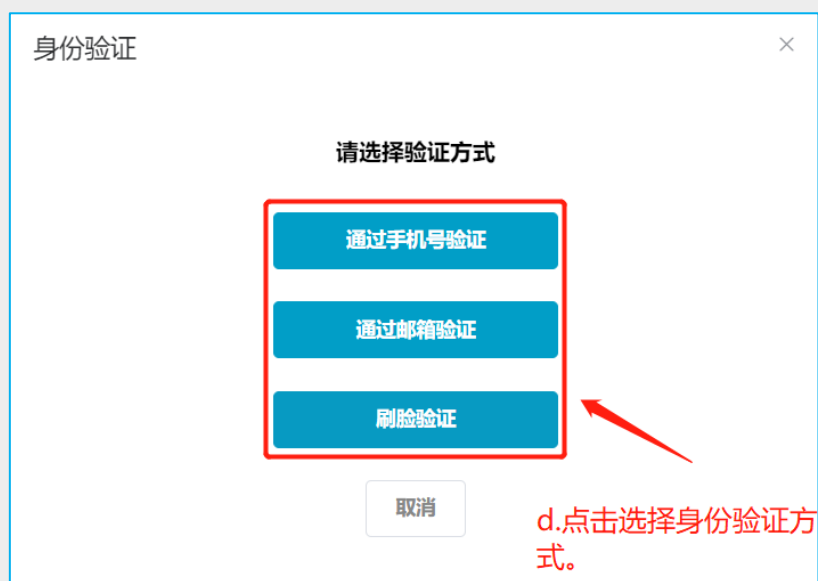 身份验证
请选择验证方式
通过手机号验证
通过邮箱验证
刷脸验证
取消
d.点击选择身份验证方
式。